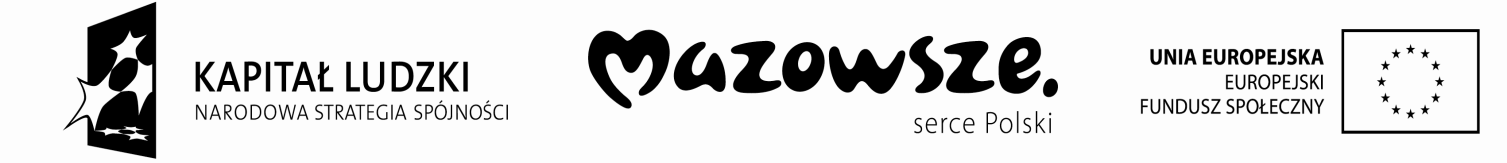 KAPITAŁ LUDZKI
NARODOWA STRATEGIA SPÓJNOŚCI
mazowsze.
serce Polski
UNIA EUROPEJSKA
EUROPEJSKI
FUNDUSZ SPOŁECZNY